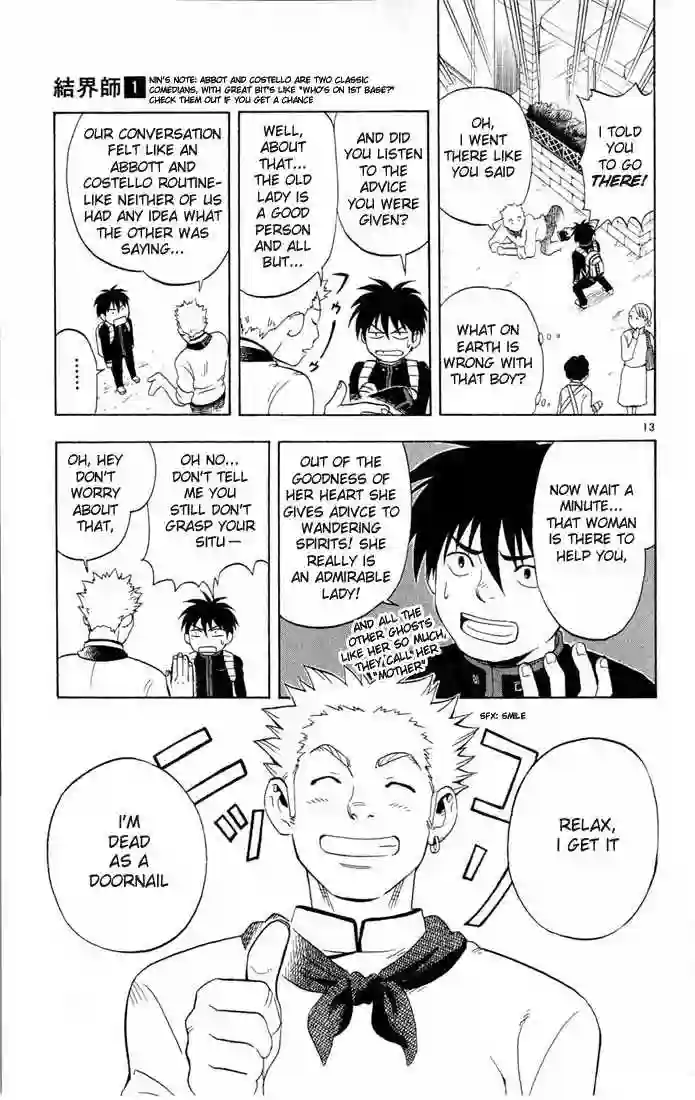 結界師 1
NIN'S NOTE: ABBOT AND COSTELLO ARE TWO CLASSIC
COMEDIANS, WITH GREAT BIT'S LIKE "WHO'S ON 1ST BASE?"
CHECK THEM OUT IF YOU GET A CHANCE
I TOLD
YOU
TO GO
THERE!
OH,
I WENT
THERE LIKE
YOU SAID
WHAT ON
EARTH IS
WRONG WITH
THAT BOY?
AND DID
YOU LISTEN
TO THE
ADVICE
YOU WERE
GIVEN?
WELL,
ABOUT
THAT...
THE OLD
LADY IS
A GOOD
PERSON
AND ALL
BUT...
OUR CONVERSATION
FELT LIKE AN
ABBOTT AND
COSTELLO ROUTINE-
LIKE NEITHER OF US
HAD ANY IDEA WHAT
THE OTHER WAS
SAYING...
......
13
NOW WAIT A
MINUTE...
THAT WOMAN
IS THERE TO
HELP YOU,
OUT OF THE
GOODNESS OF
HER HEART SHE
GIVES ADIVCE TO
WANDERING
SPIRITS! SHE
REALLY IS
AN ADMIRABLE
LADY!
AND ALL THE
OTHER GHOSTS
LIKE HER SO MUCH,
THEY CALL HER
"MOTHER"
OH NO...
DON'T TELL
ME YOU
STILL DON'T
GRASP YOUR
SITU—
OH, HEY
DON'T
WORRY
ABOUT
THAT,
SFX: SMILE
ニッコリ
RELAX,
I GET IT
I'M
DEAD
AS A
DOORNAIL